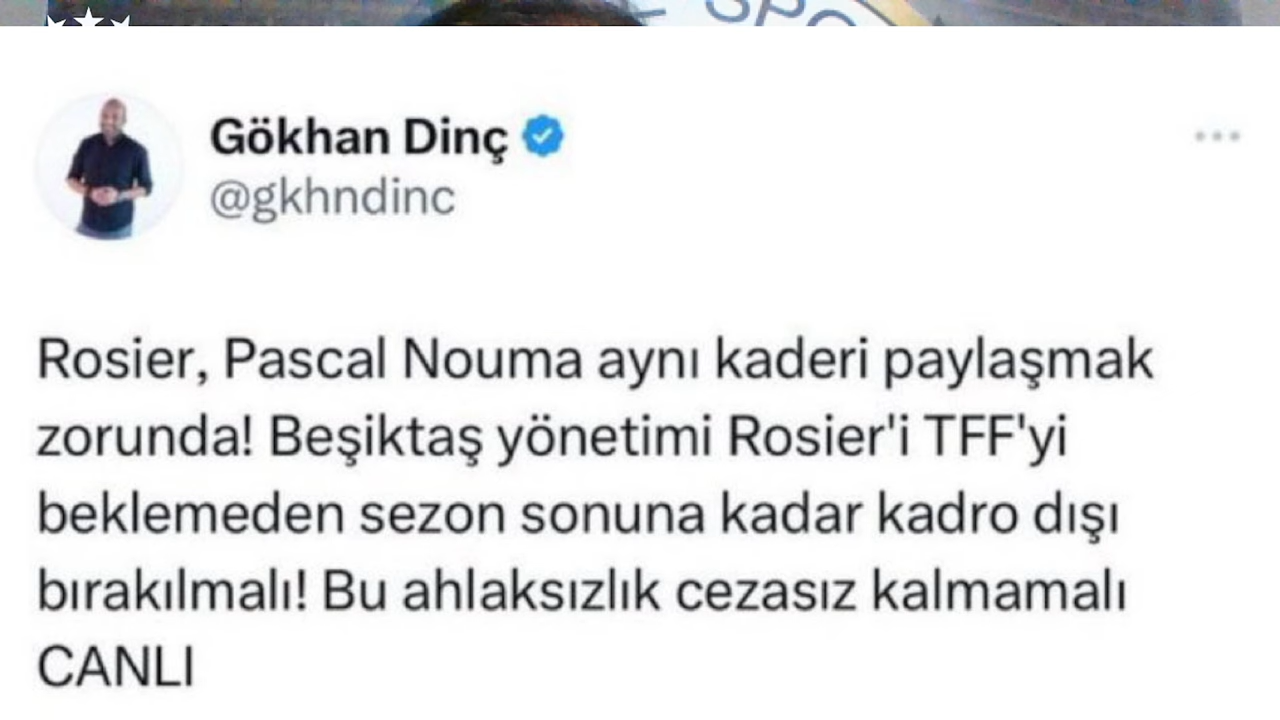 SPO
Gökhan Dinç
@gkhndinc
Rosier, Pascal Nouma aynı kaderi paylaşmak
zorunda! Beşiktaş yönetimi Rosier'i TFF'yi
beklemeden sezon sonuna kadar kadro dışı
bırakılmalı! Bu ahlaksızlık cezasız kalmamalı
CANLI